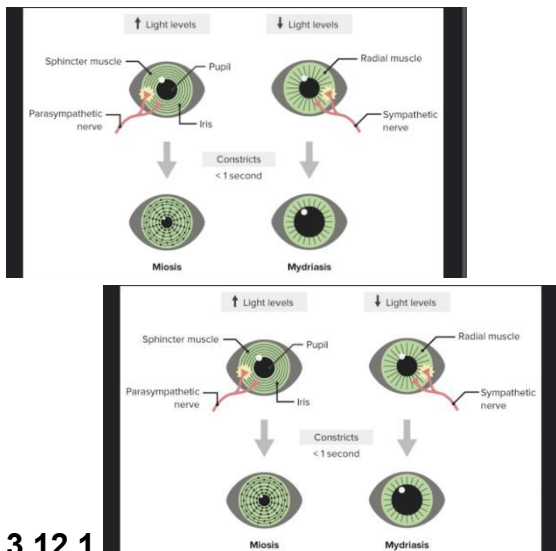 ↑ Light levels ↓ Light levels
Sphincter muscle Pupil Radial muscle
Parasympathetic nerve Iris Sympathetic nerve
Constricts
< 1 second
Miosis Mydriasis
↑ Light levels ↓ Light levels
Sphincter muscle Pupil Radial muscle
Parasympathetic nerve Iris Sympathetic nerve
Constricts
< 1 second
3.12.1 Miosis Mydriasis